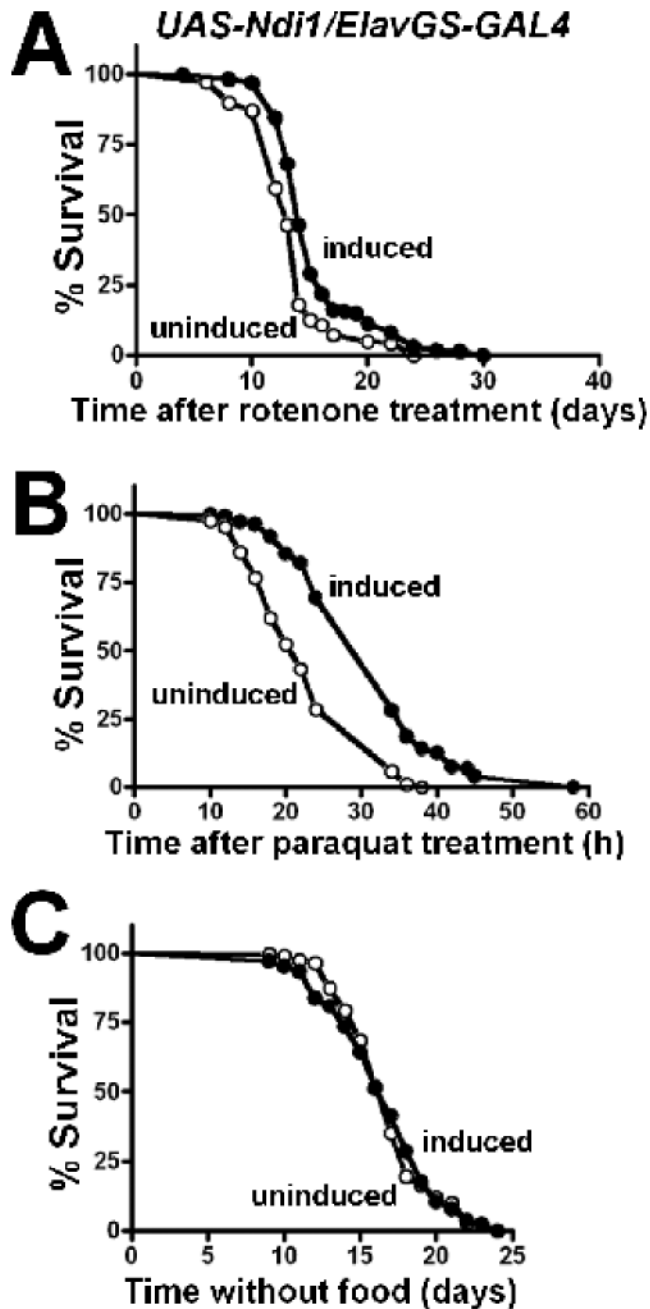 A
UAS-Ndi1/ElavGS-GAL4
% Survival
100
75
50
25
0
induced
uninduced
0 10 20 30 40
Time after rotenone treatment (days)
B
% Survival
100
75
50
25
0
induced
uninduced
0 10 20 30 40 50 60
Time after paraquat treatment (h)
C
% Survival
100
75
50
25
0
induced
uninduced
0 5 10 15 20 25
Time without food (days)